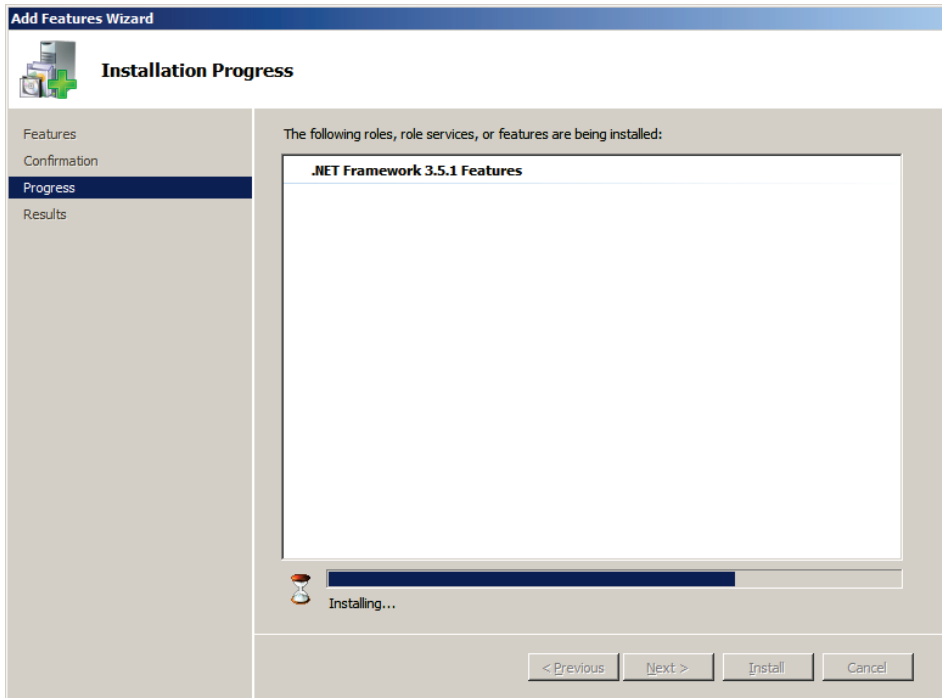 Add Features Wizard
Installation Progress
Features
Confirmation
Progress
Results
The following roles, role services, or features are being installed:
.NET Framework 3.5.1 Features
Installing...
< Previous
Next >
Install
Cancel